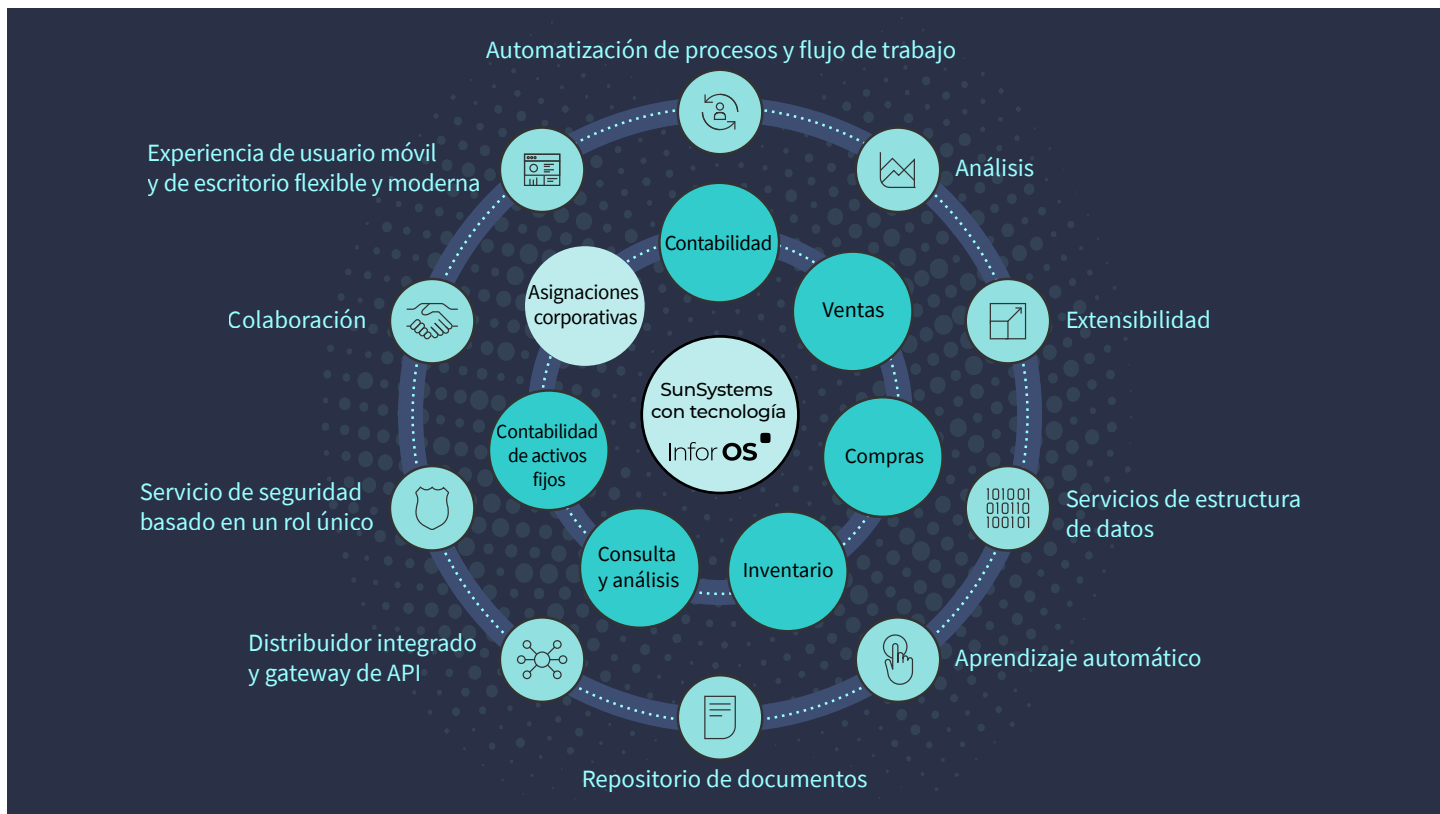 Automatización de procesos y flujo de trabajo
Experiencia de usuario móvil
y de escritorio flexible y moderna
Análisis
Contabilidad
Asignaciones
corporativas
Ventas
Colaboración
Extensibilidad
SunSystems
con tecnología
Infor OS
Contabilidad
de activos
fijos
Compras
Servicio de seguridad
basado en un rol único
101001
010110
100101
Servicios de estructura
de datos
Consulta
y análisis
Inventario
Distribuidor integrado
y gateway de API
Aprendizaje automático
Repositorio de documentos